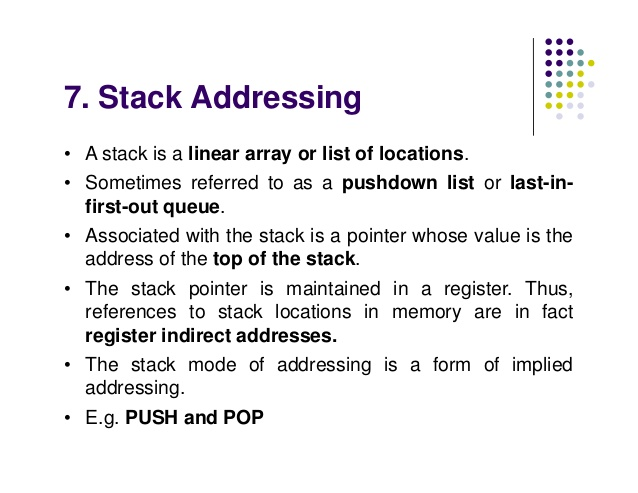 7. Stack Addressing
• A stack is a linear array or list of locations.
• Sometimes referred to as a pushdown list or last-in-
first-out queue.
• Associated with the stack is a pointer whose value is the
address of the top of the stack.
• The stack pointer is maintained in a register. Thus,
references to stack locations in memory are in fact
register indirect addresses.
• The stack mode of addressing is a form of implied
addressing.
• E.g. PUSH and POP